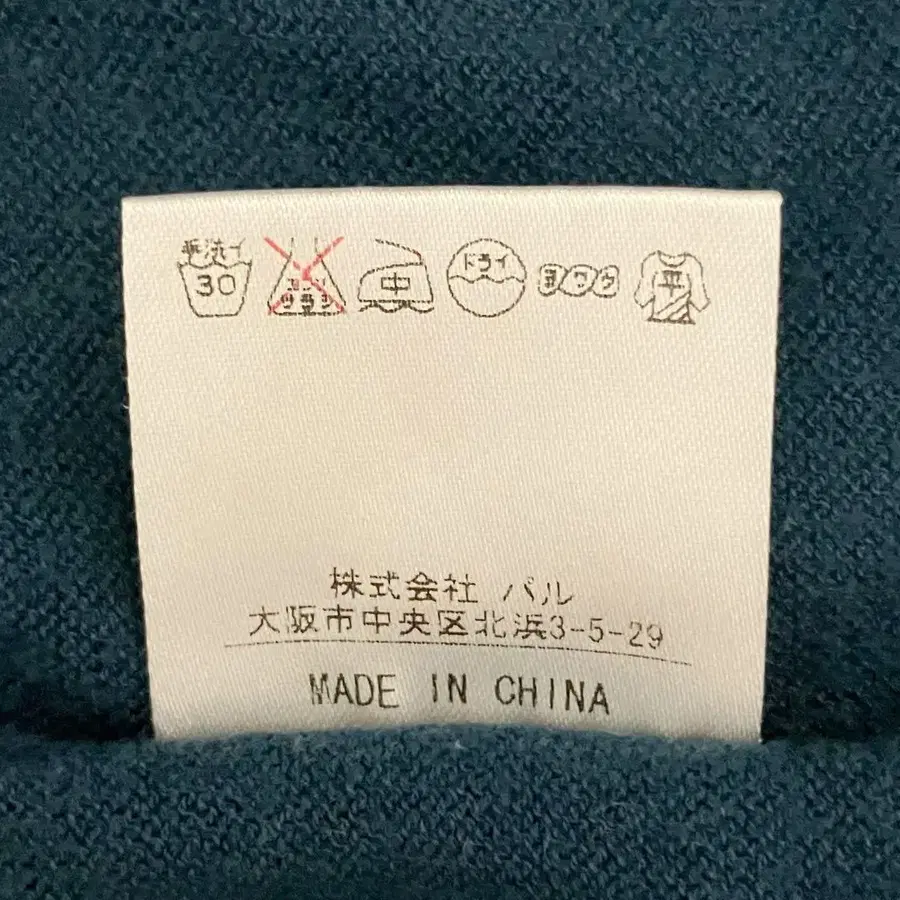 手洗イ 30 エンソサラシ 中 ドライ ヨワク 平
株式会社 パル
大阪市中央区北浜3-5-29
MADE IN CHINA